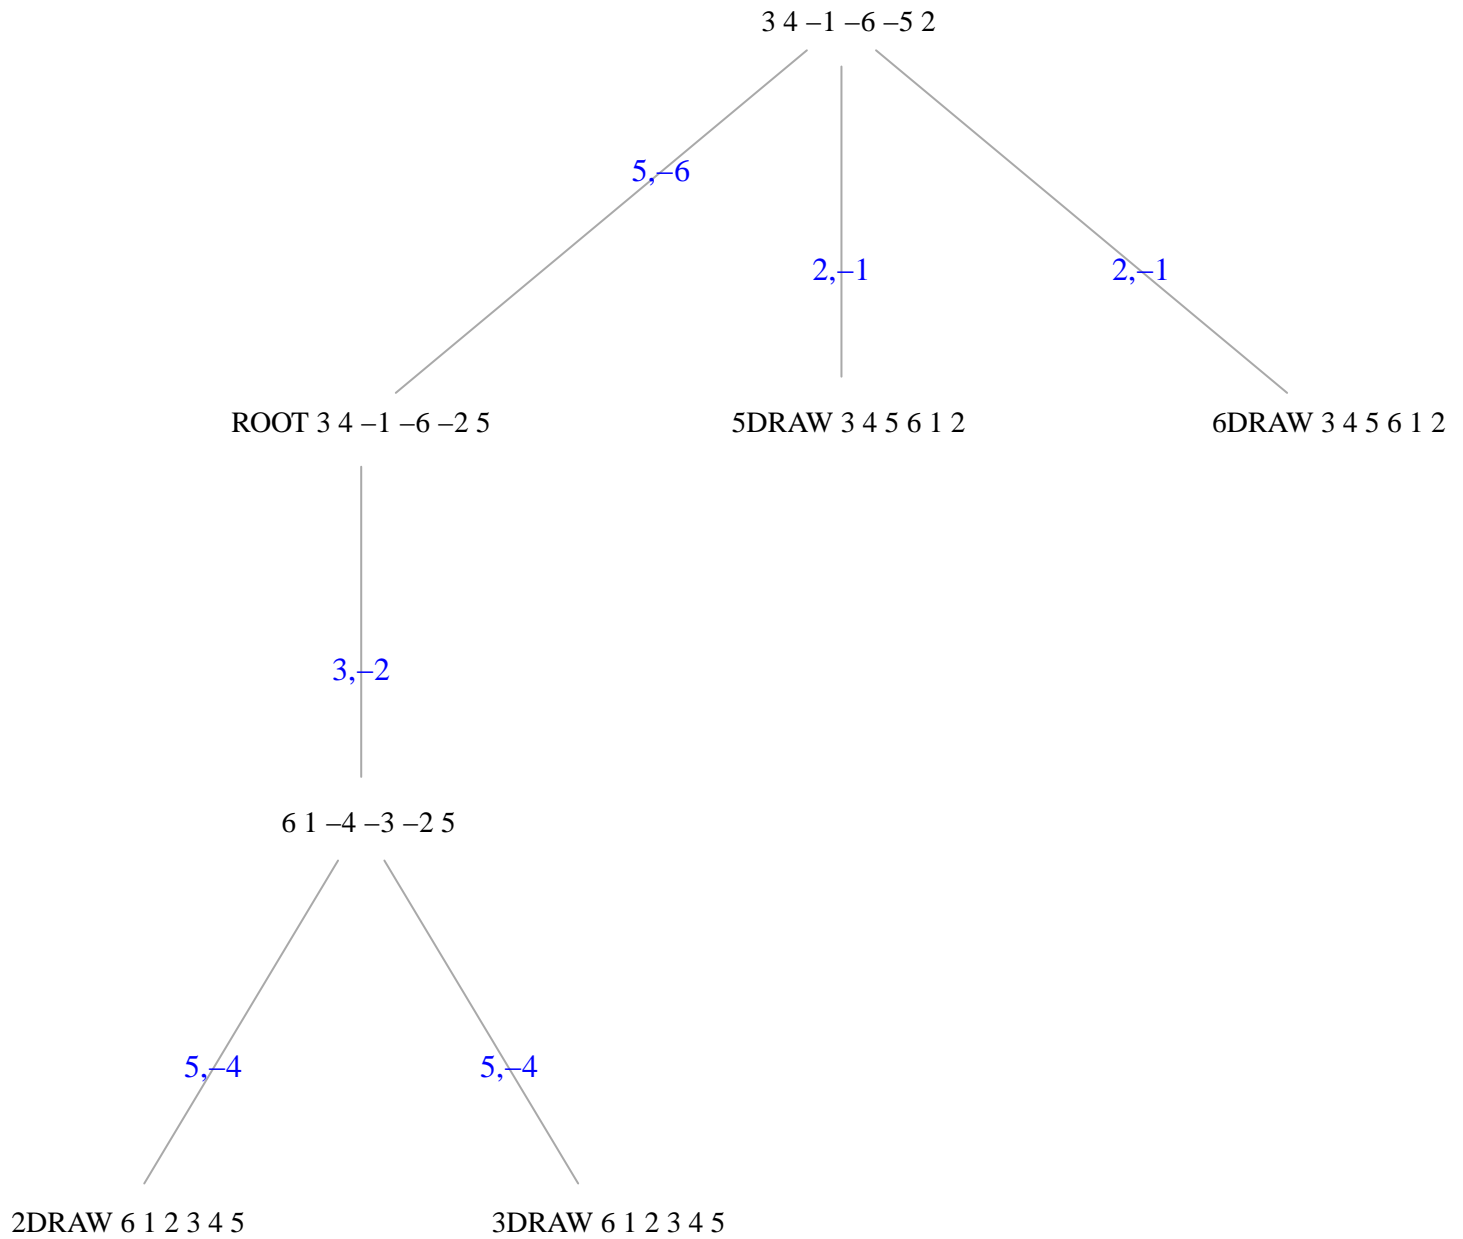 3 4 –1 –6 –5 2
5,–6
2,–1
2,–1
ROOT 3 4 –1 –6 –2 5
5DRAW 3 4 5 6 1 2
6DRAW 3 4 5 6 1 2
3,–2
6 1 –4 –3 –2 5
5,–4
5,–4
2DRAW 6 1 2 3 4 5
3DRAW 6 1 2 3 4 5